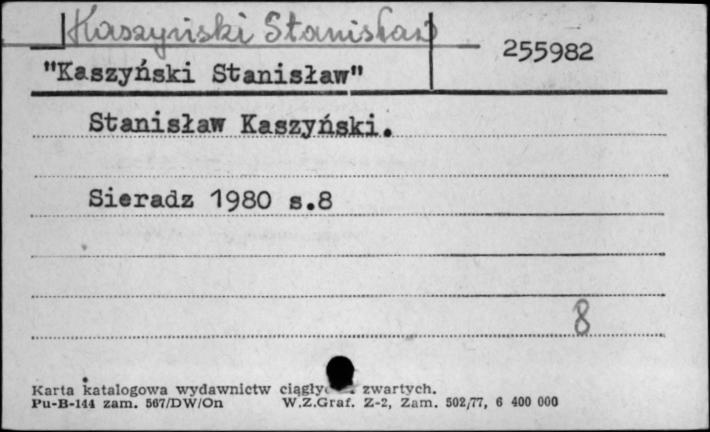 Kaszyński Stanisław
255982
"Kaszyński Stanisław"
Stanisław Kaszyński.
Sieradz 1980 s.8
8
Karta katalogowa wydawnictw zwartych.
Pu-B-144 zam. 567/DW/On W.Z.Graf. Z-2, Zam. 502/77, 6 400 000